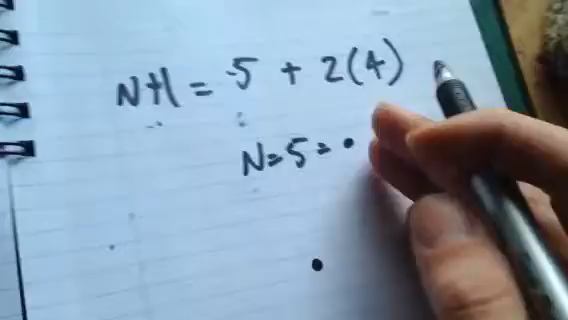 N+1 = 5 + 2(4)
N=5=